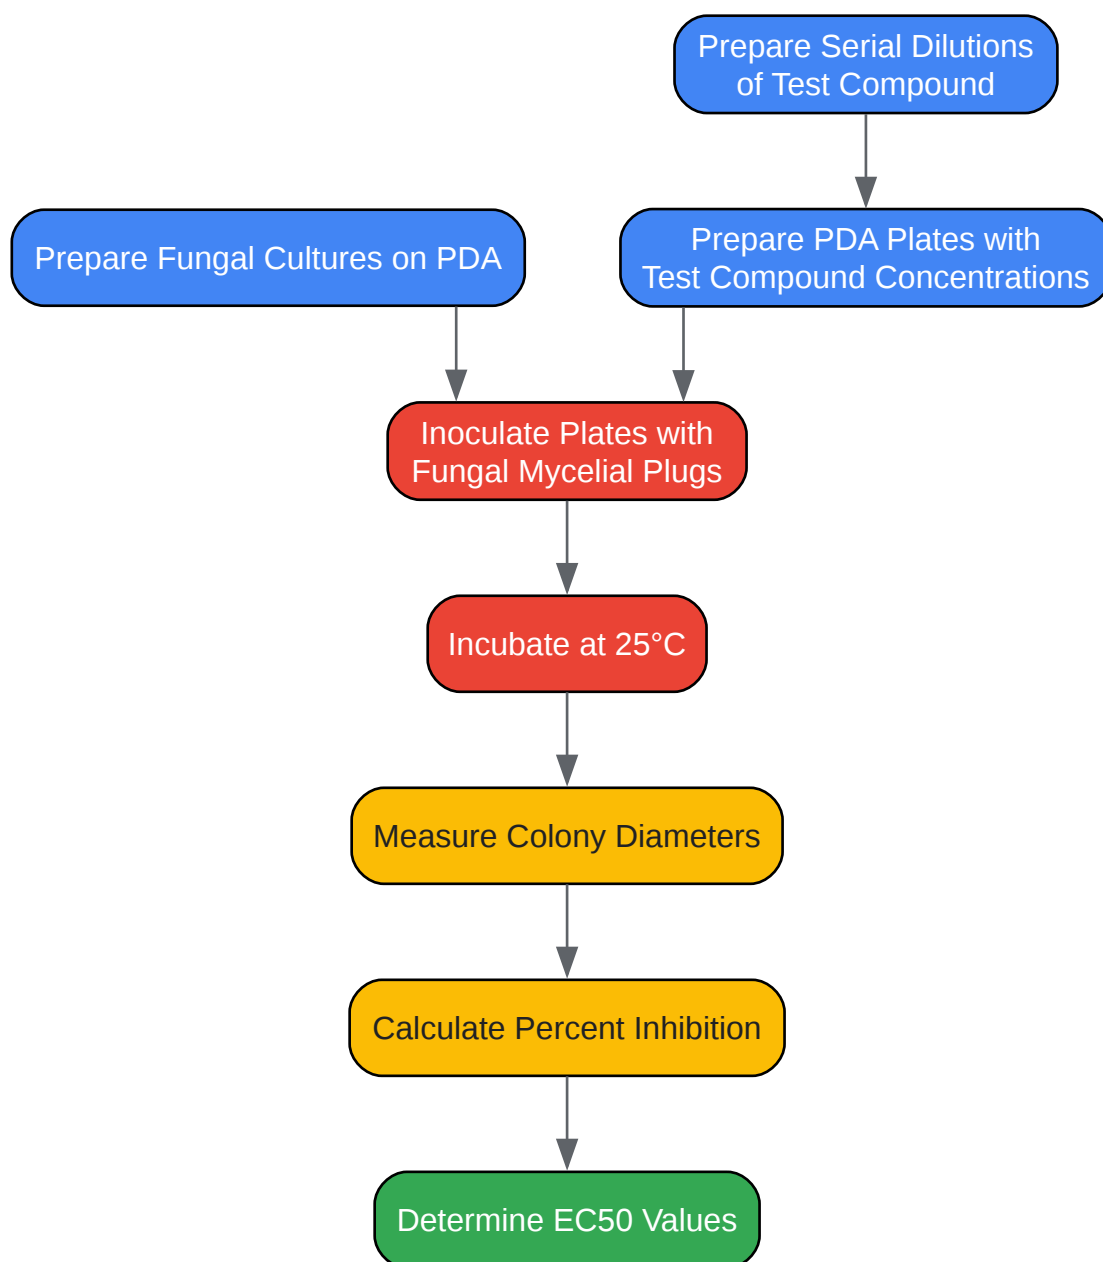 Prepare Serial Dilutions
of Test Compound
Prepare Fungal Cultures on PDA
Prepare PDA Plates with
Test Compound Concentrations
Inoculate Plates with
Fungal Mycelial Plugs
Incubate at 25°C
Measure Colony Diameters
Calculate Percent Inhibition
Determine EC50 Values